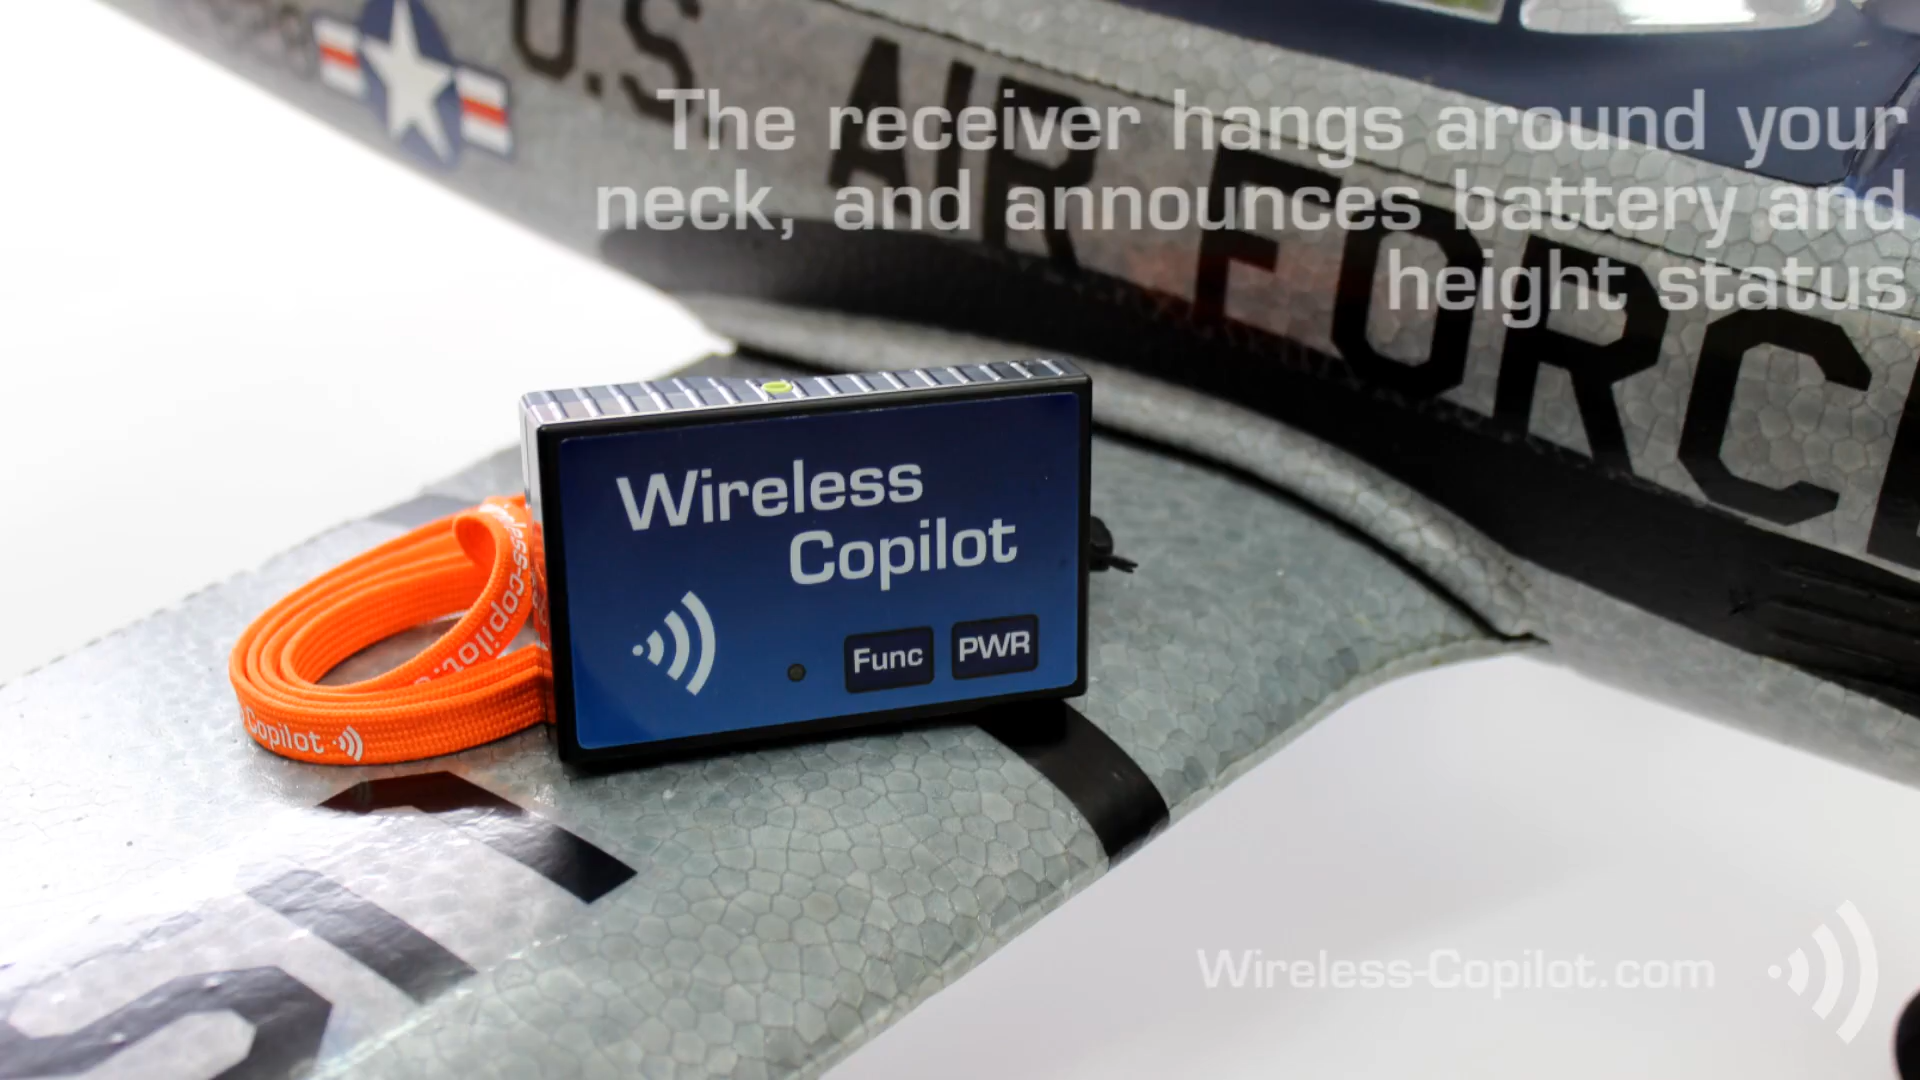 U.S. AIR FORCE
The receiver hangs around your
neck, and announces battery and
height status
Wireless
Copilot
Func
PWR
Copilot
Wireless-Copilot.com